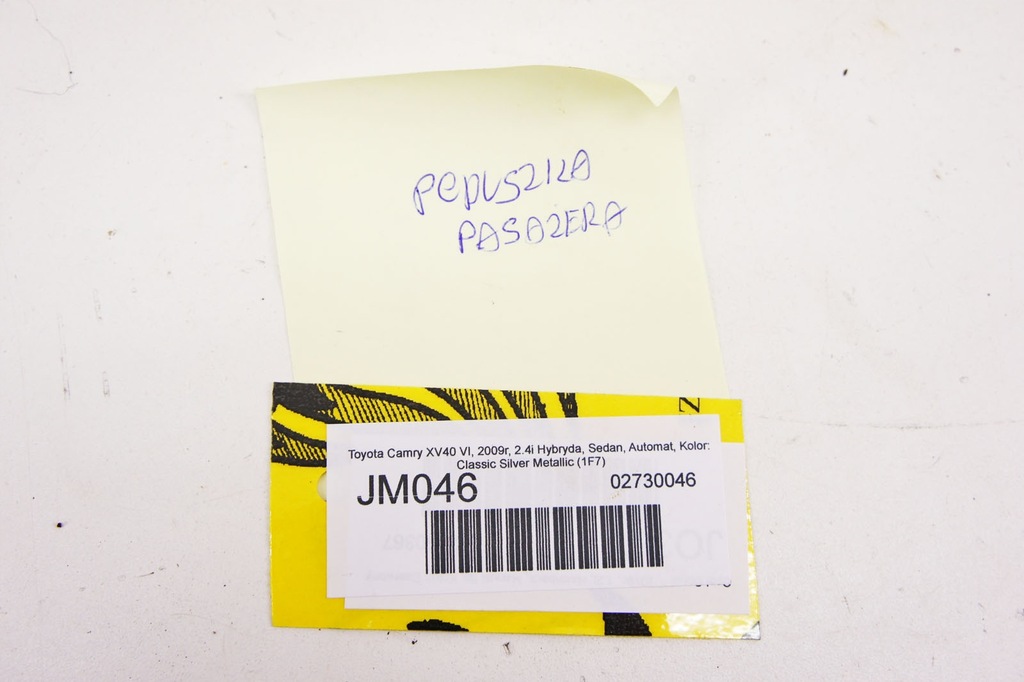 PODUSZKA
PASAŻERA
Z
Toyota Camry XV40 VI, 2009r, 2.4i Hybryda, Sedan, Automat, Kolor:
Classic Silver Metallic (1F7)
JM046
02730046